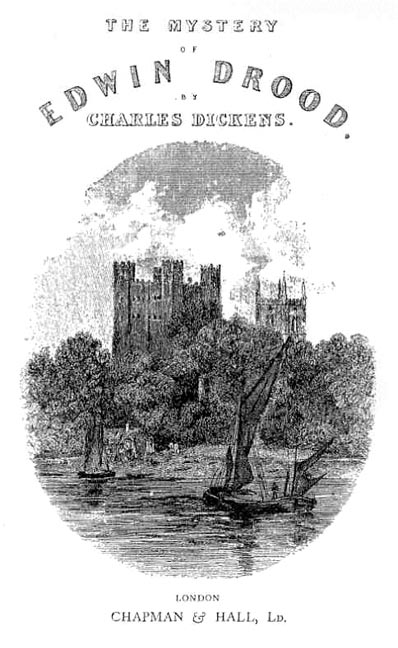 THE MYSTERY
OF
EDWIN DROOD.
BY
CHARLES DICKENS.
LONDON
CHAPMAN & HALL, LD.